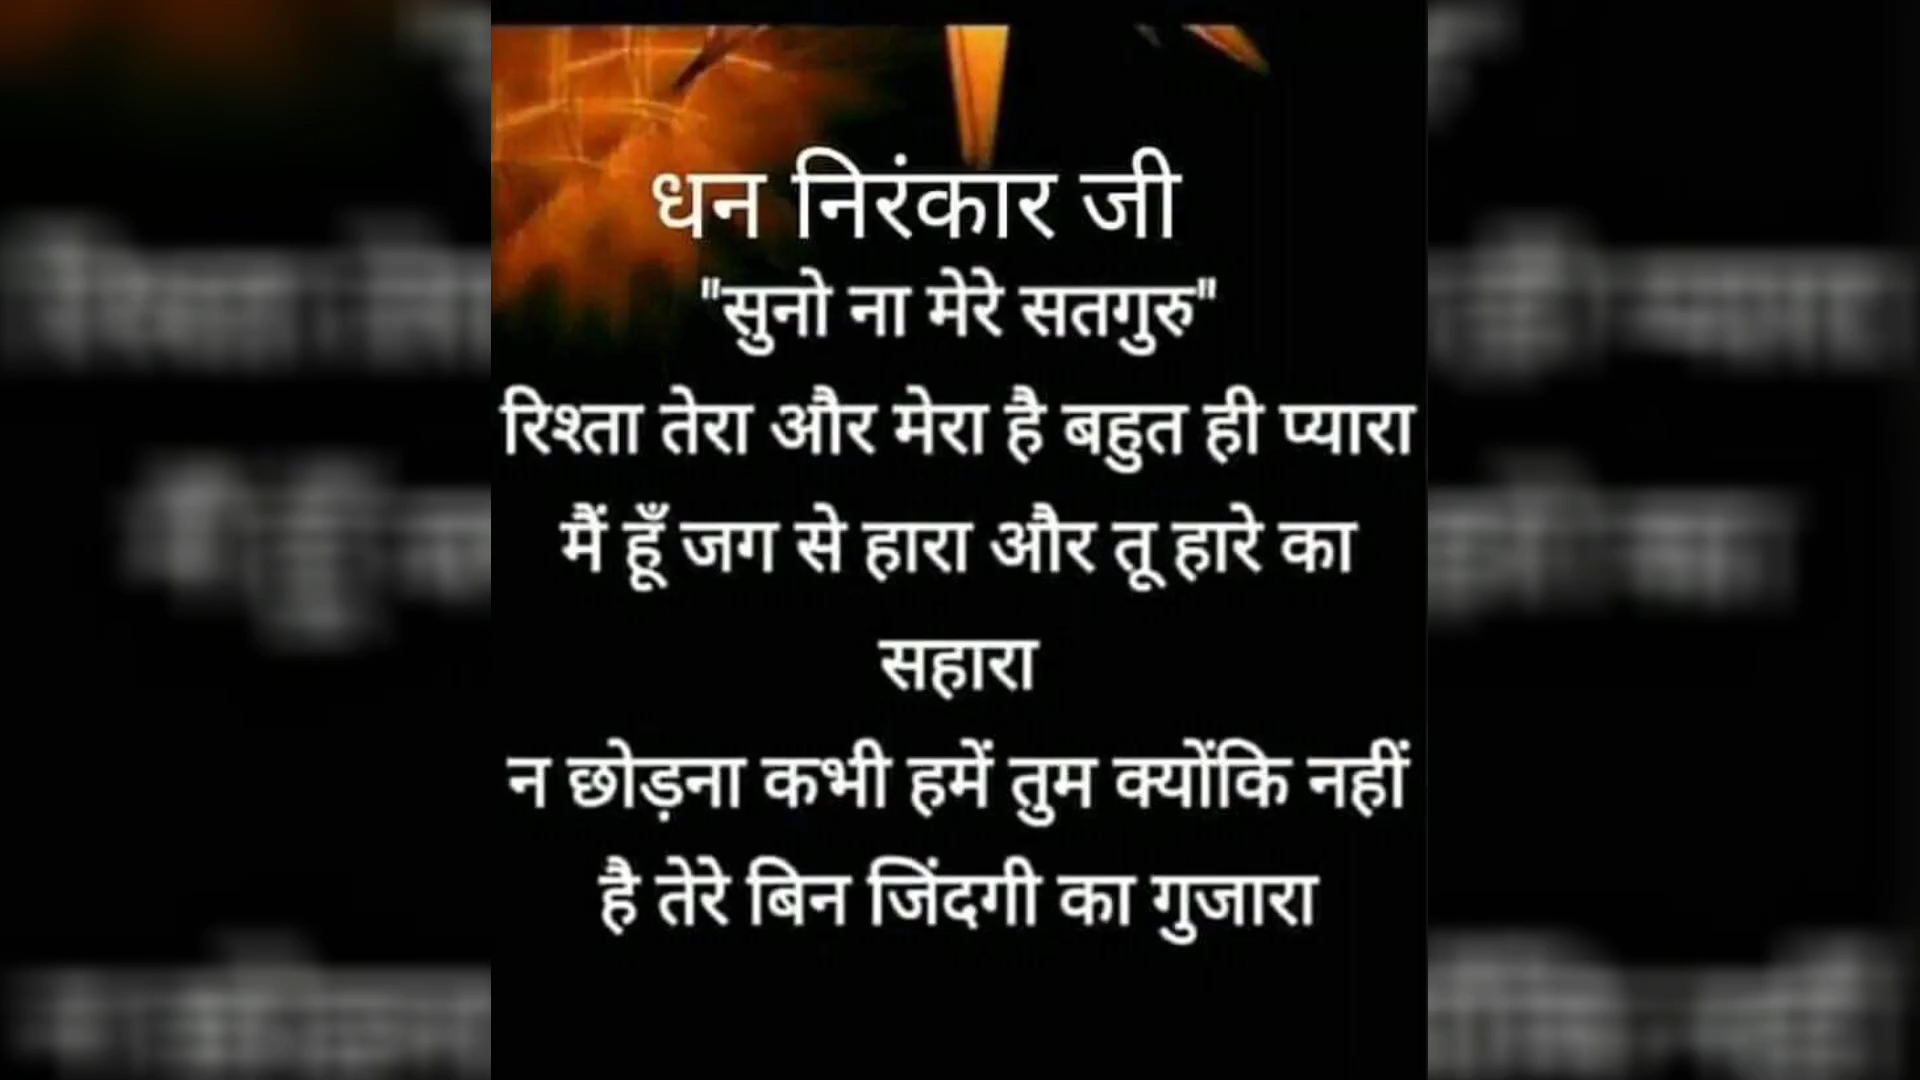 धन निरंकार जी
"सुनो ना मेरे सतगुरु"
रिश्ता तेरा और मेरा है बहुत ही प्यारा
मैं हूँ जग से हारा और तू हारे का
सहारा
न छोड़ना कभी हमें तुम क्योंकि नहीं
है तेरे बिन जिंदगी का गुजारा